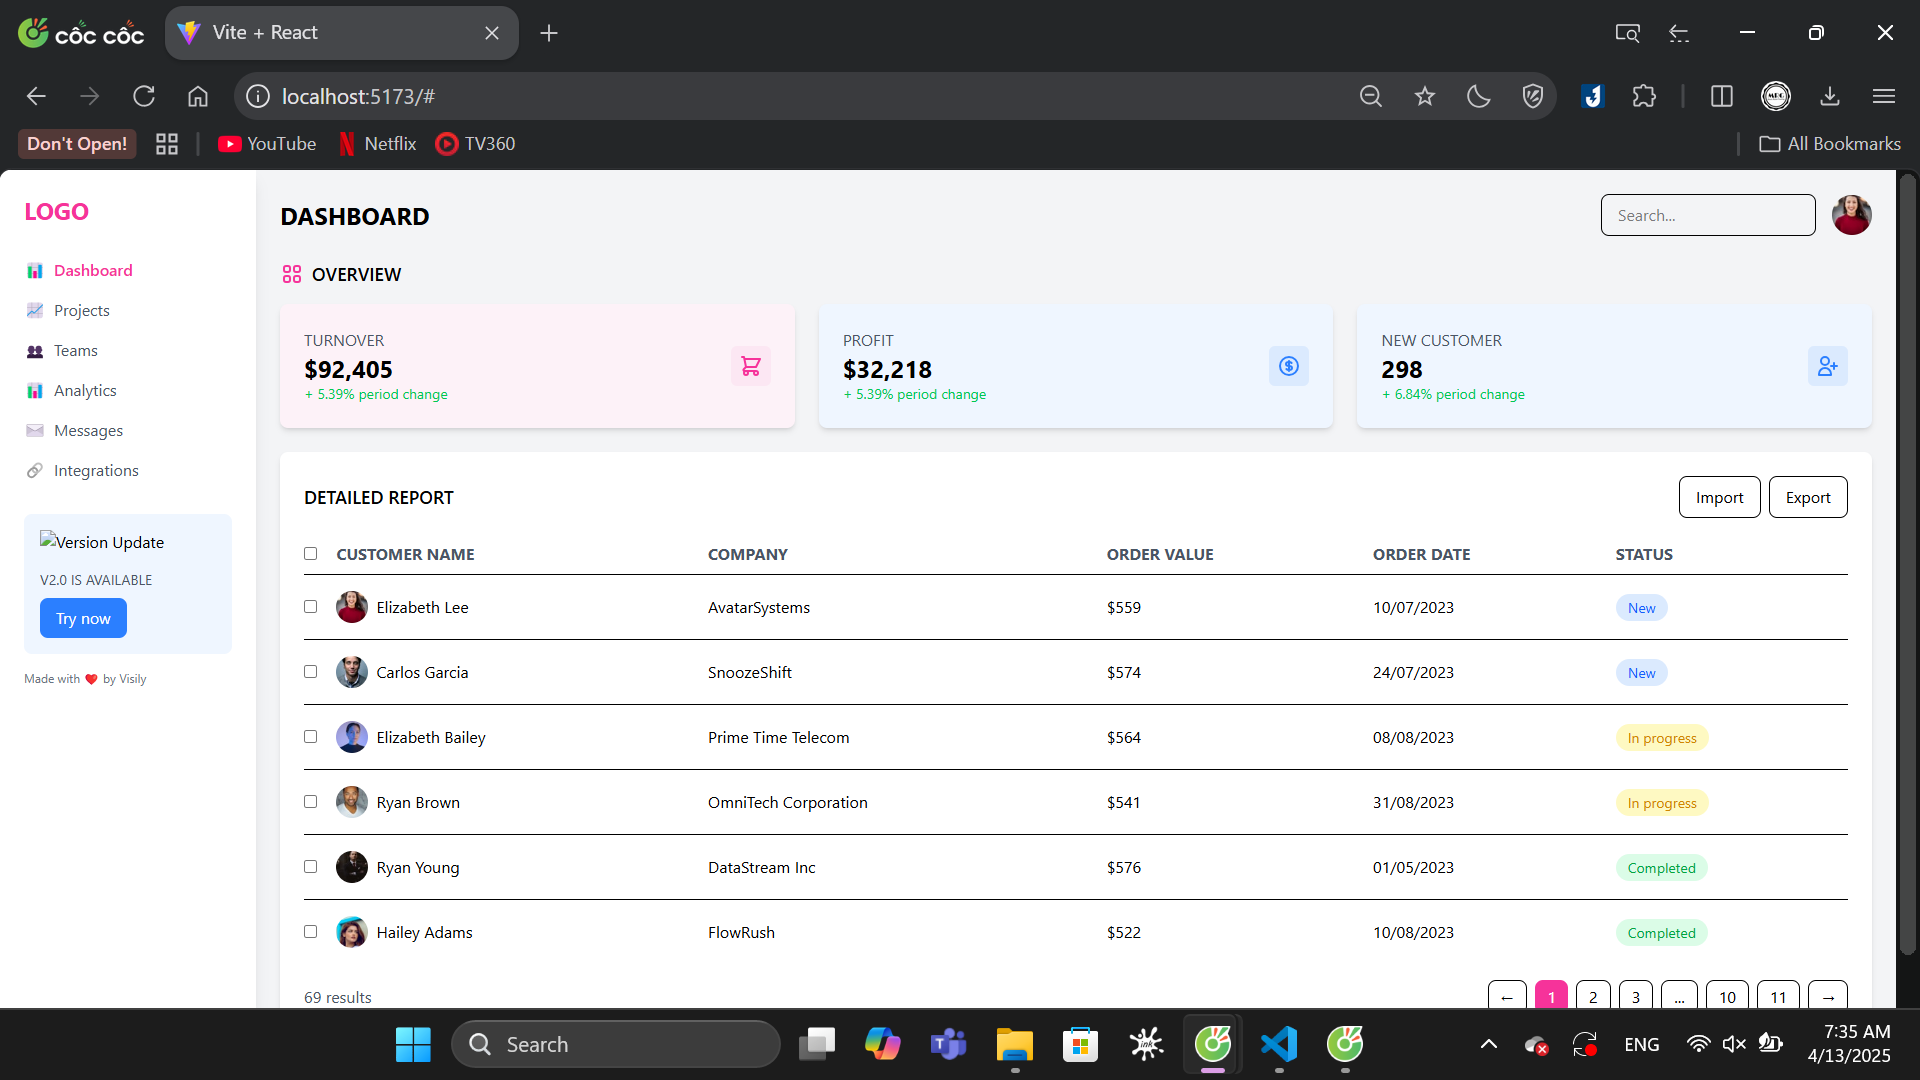 cốc cốc
Vite + React
localhost:5173/#
Don't Open!
YouTube
Netflix
TV360
All Bookmarks
LOGO
Dashboard
Projects
Teams
Analytics
Messages
Integrations
Version Update
V2.0 IS AVAILABLE
Try now
Made with ❤️ by Visily
DASHBOARD
Search...
OVERVIEW
TURNOVER
$92,405
+ 5.39% period change
PROFIT
$32,218
+ 5.39% period change
NEW CUSTOMER
298
+ 6.84% period change
DETAILED REPORT
Import
Export
CUSTOMER NAME COMPANY ORDER VALUE ORDER DATE STATUS
Elizabeth Lee AvatarSystems $559 10/07/2023 New
Carlos Garcia SnoozeShift $574 24/07/2023 New
Elizabeth Bailey Prime Time Telecom $564 08/08/2023 In progress
Ryan Brown OmniTech Corporation $541 31/08/2023 In progress
Ryan Young DataStream Inc $576 01/05/2023 Completed
Hailey Adams FlowRush $522 10/08/2023 Completed
69 results
← 1 2 3 ... 10 11 →
Search
ENG
7:35 AM
4/13/2025